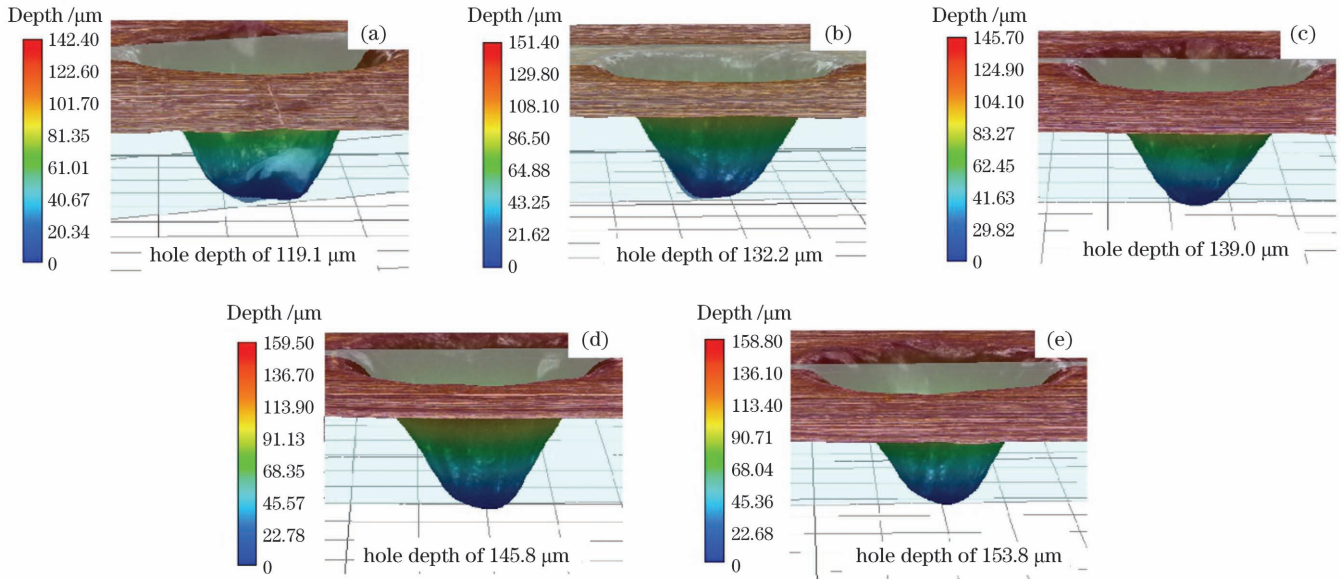 Depth /μm
142.40
122.60
101.70
81.35
61.01
40.67
20.34
0
(a)
hole depth of 119.1 μm
Depth /μm
151.40
129.80
108.10
86.50
64.88
43.25
21.62
0
(b)
hole depth of 132.2 μm
Depth /μm
145.70
124.90
104.10
83.27
62.45
41.63
29.82
0
(c)
hole depth of 139.0 μm
Depth /μm
159.50
136.70
113.90
91.13
68.35
45.57
22.78
0
(d)
hole depth of 145.8 μm
Depth /μm
158.80
136.10
113.40
90.71
68.04
45.36
22.68
0
(e)
hole depth of 153.8 μm